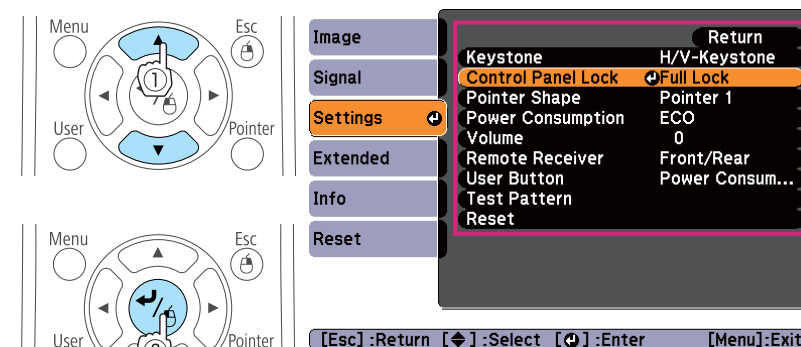 Menu
Esc
1
User
Pointer
Menu
Esc
User
Pointer
Image
Signal
Settings
Extended
Info
Reset
Return
Keystone H/V-Keystone
Control Panel Lock Full Lock
Pointer Shape Pointer 1
Power Consumption ECO
Volume 0
Remote Receiver Front/Rear
User Button Power Consum...
Test Pattern
Reset
[Esc] :Return [◆] :Select [⏎] :Enter [Menu]:Exit